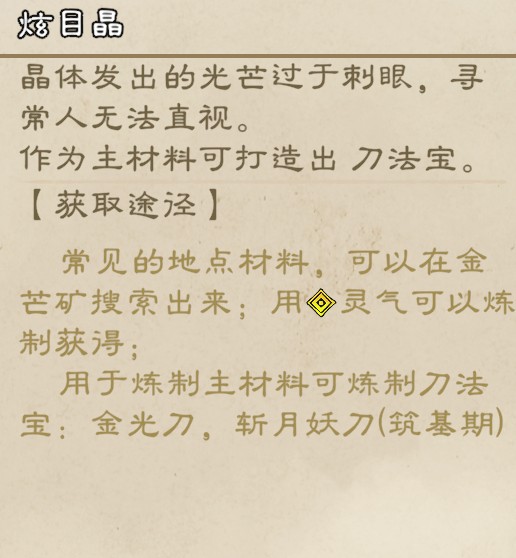 炫目晶
晶体发出的光芒过于刺眼，寻
常人无法直视。
作为主材料可打造出 刀法宝。
【获取途径】
常见的地点材料，可以在金
芒矿搜索出来；用灵气可以炼
制获得；
用于炼制主材料可炼制刀法
宝：金光刀，斩月妖刀(筑基期)